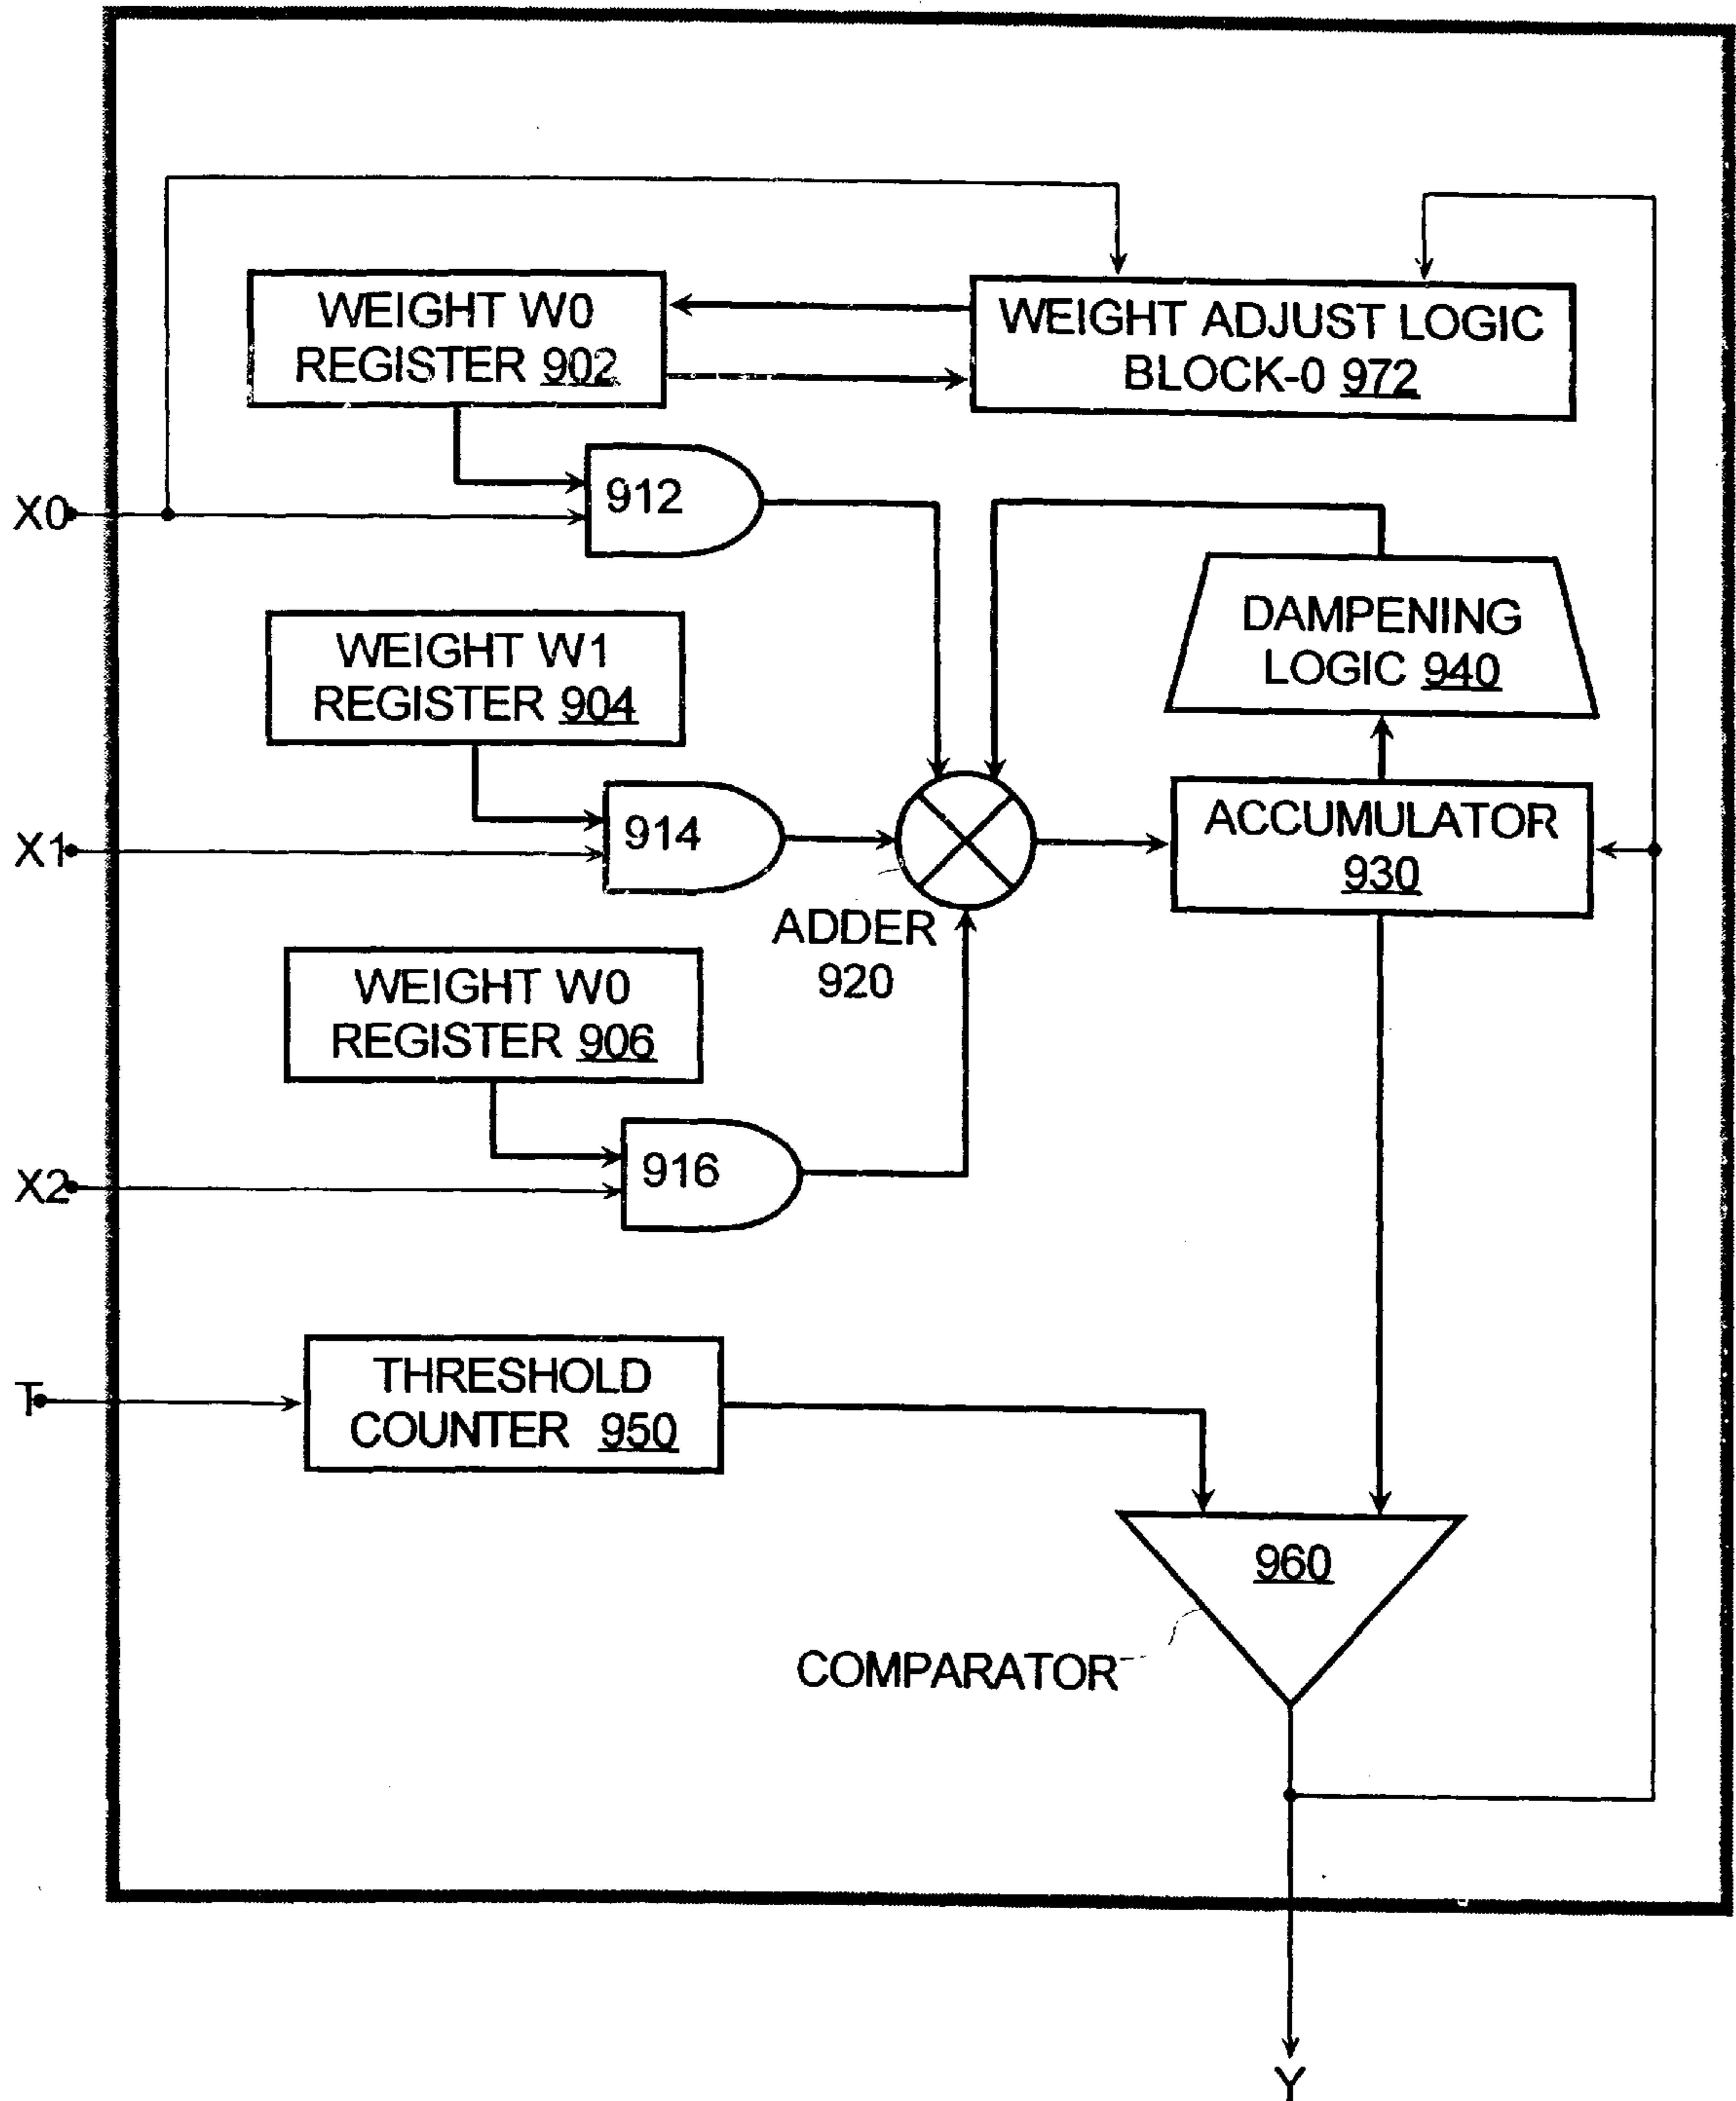 WEIGHT W0
REGISTER 902
WEIGHT ADJUST LOGIC
BLOCK-0 972
X0
912
DAMPENING
LOGIC 940
WEIGHT W1
REGISTER 904
X1
914
ADDER
920
ACCUMULATOR
930
WEIGHT W0
REGISTER 906
X2
916
T
THRESHOLD
COUNTER 950
960
COMPARATOR
Y